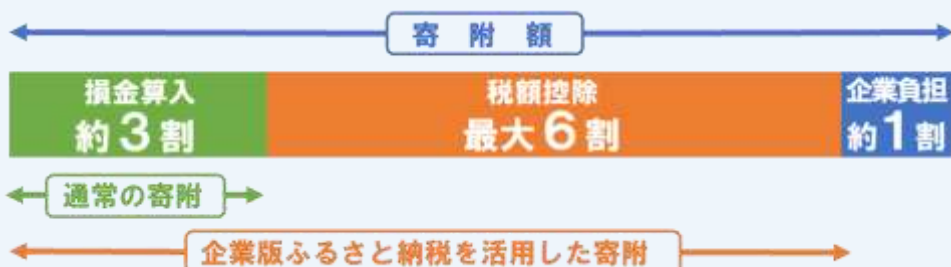 寄附額
損金算入
約3割
税額控除
最大6割
企業負担
約1割
通常の寄附
企業版ふるさと納税を活用した寄附